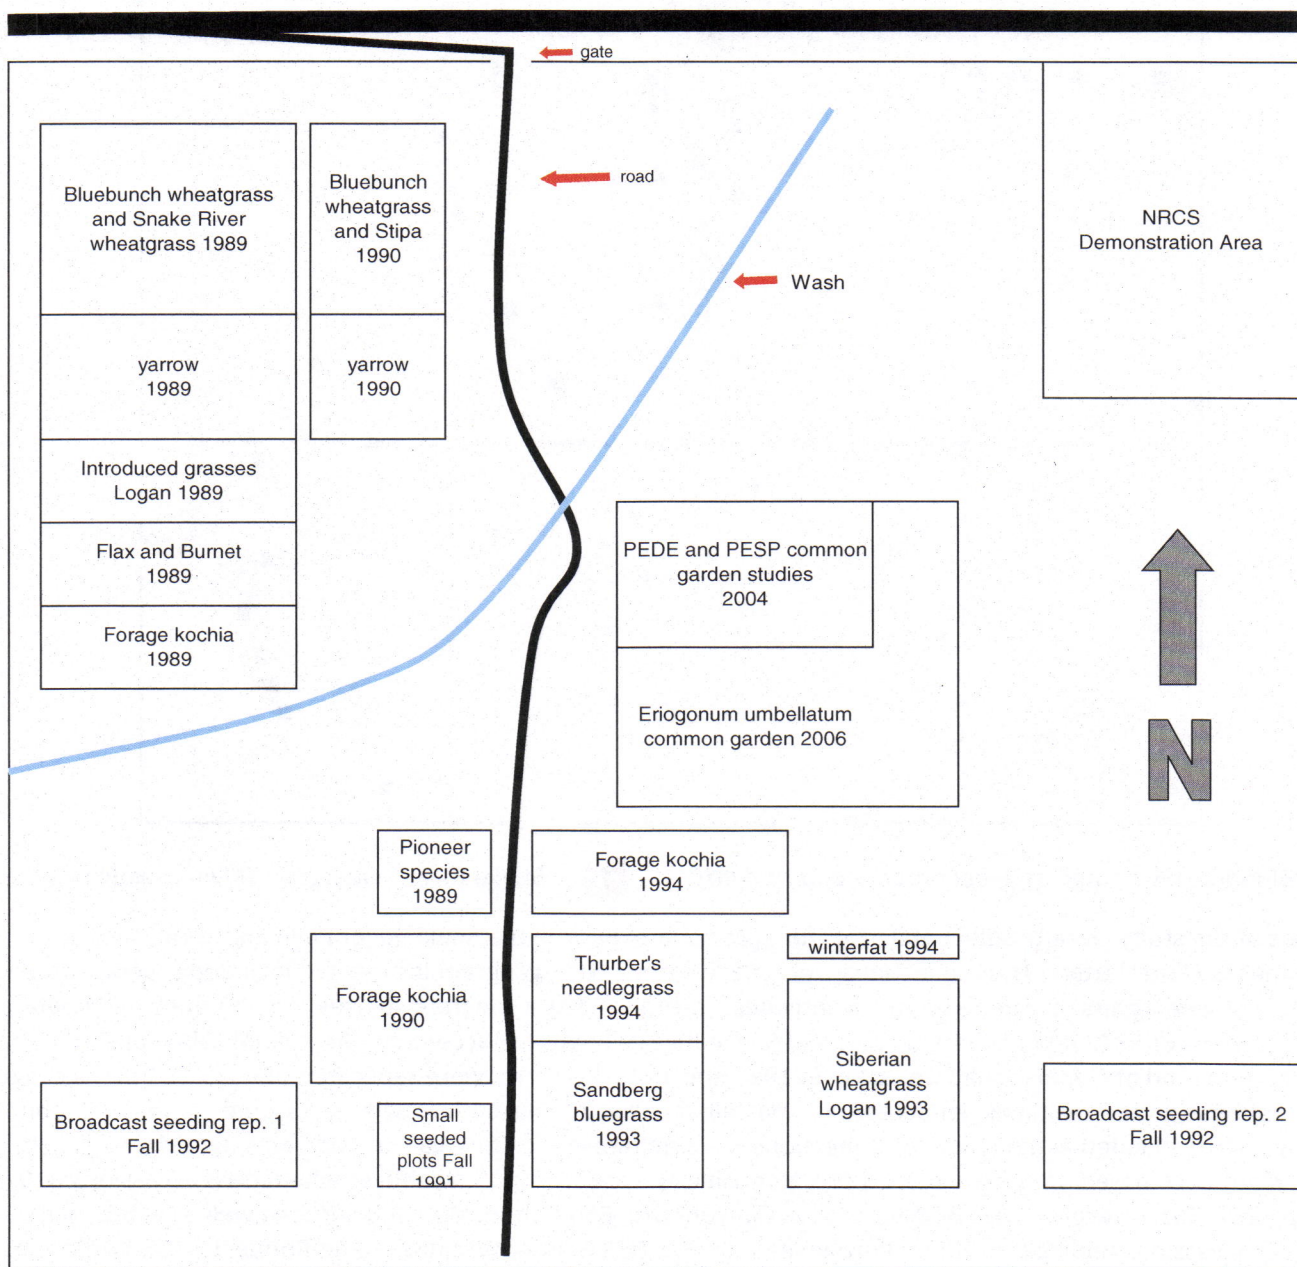 gate
road
Wash
Bluebunch wheatgrass
and Snake River
wheatgrass 1989
Bluebunch
wheatgrass
and Stipa
1990
NRCS
Demonstration Area
yarrow
1989
yarrow
1990
Introduced grasses
Logan 1989
Flax and Burnet
1989
Forage kochia
1989
PEDE and PESP common
garden studies
2004
Eriogonum umbellatum
common garden 2006
N
Pioneer
species
1989
Forage kochia
1994
Forage kochia
1990
Thurber's
needlegrass
1994
winterfat 1994
Siberian
wheatgrass
Logan 1993
Broadcast seeding rep. 1
Fall 1992
Small
seeded
plots Fall
1991
Sandberg
bluegrass
1993
Broadcast seeding rep. 2
Fall 1992